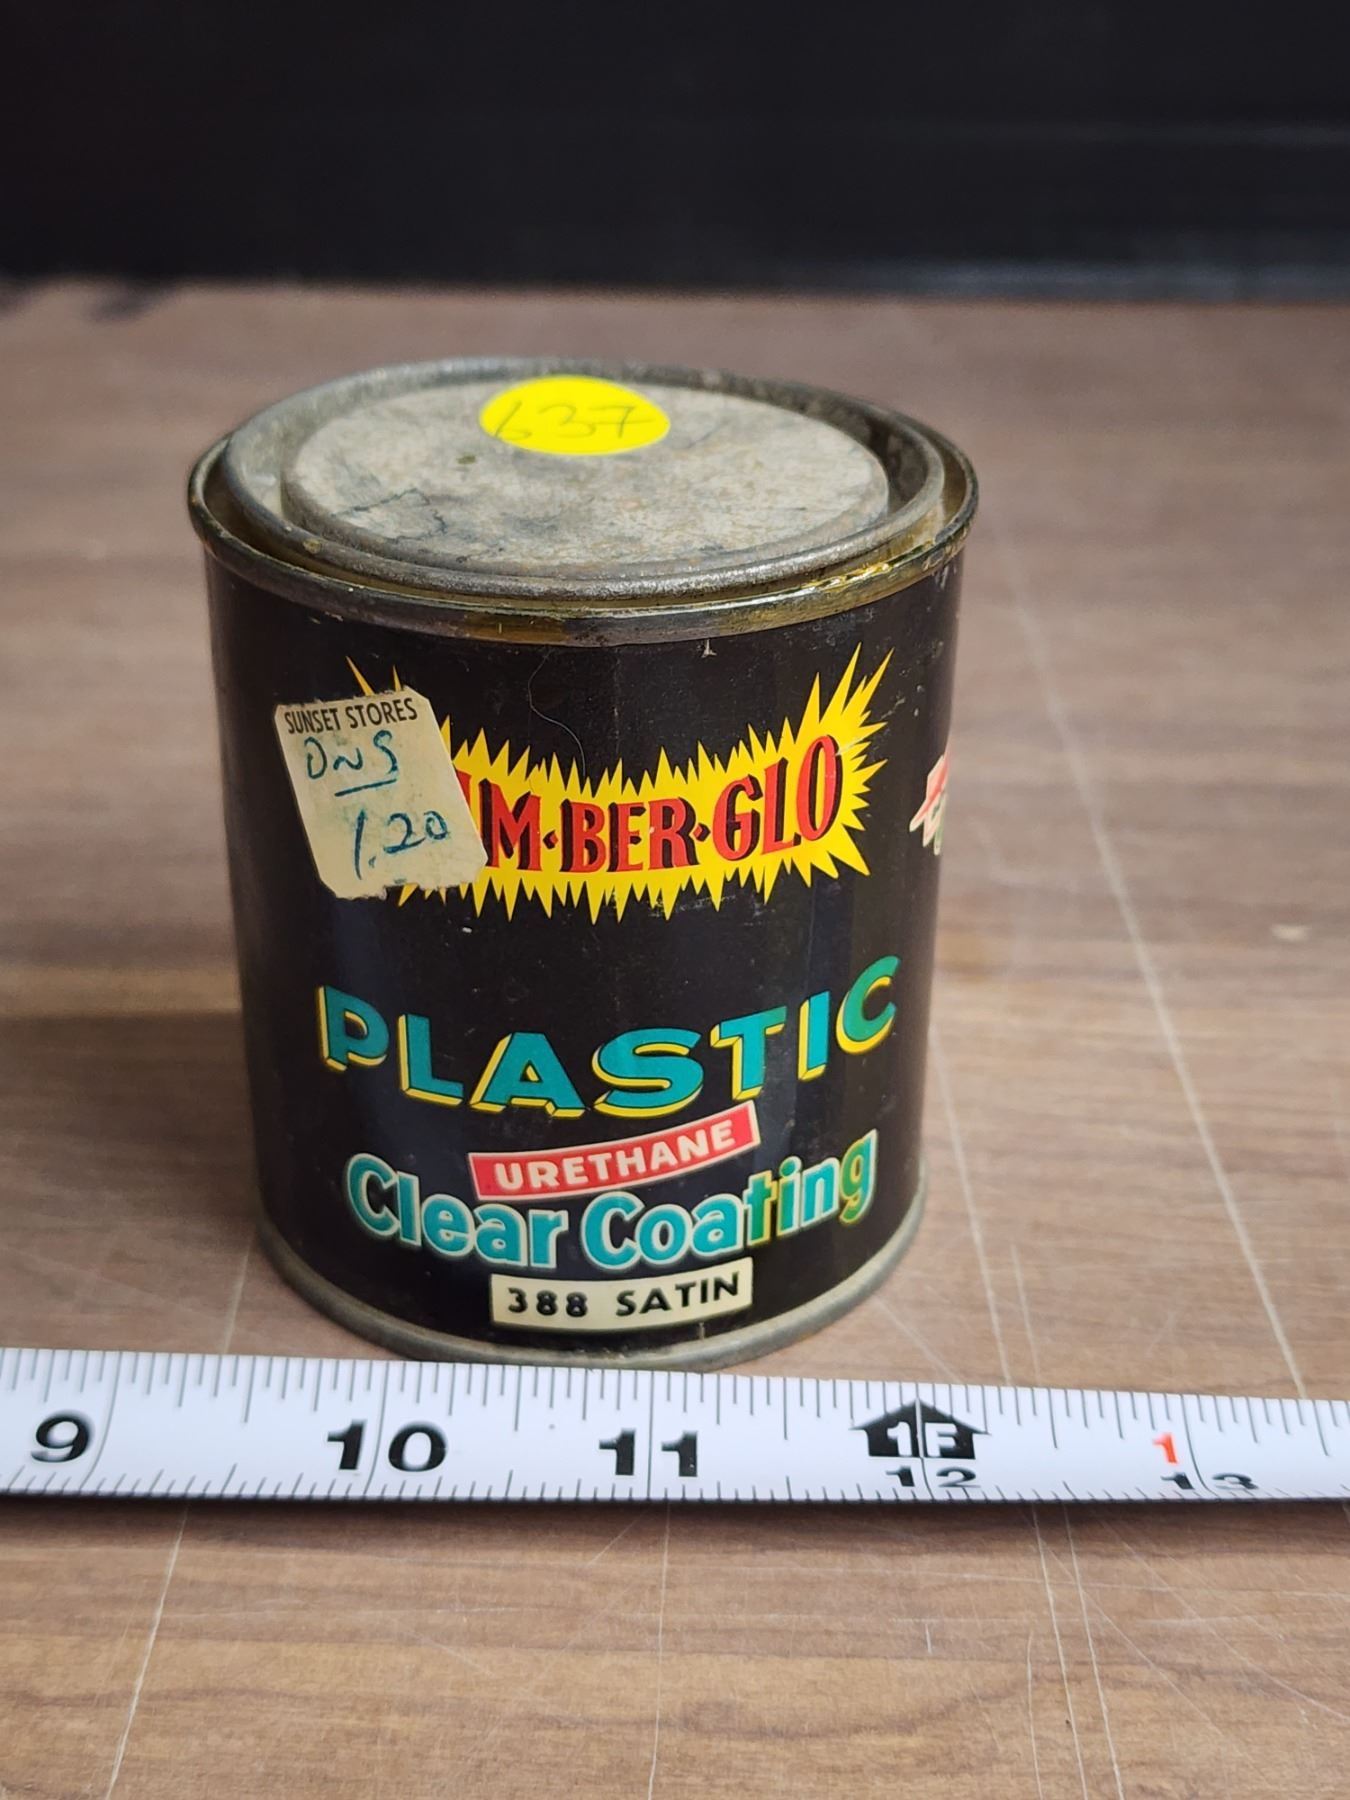 637
SUNSET STORES
1.20
M·BER·GLO
PLASTIC
URETHANE
Clear Coating
388 SATIN
9 10 11 1F 1
12 13